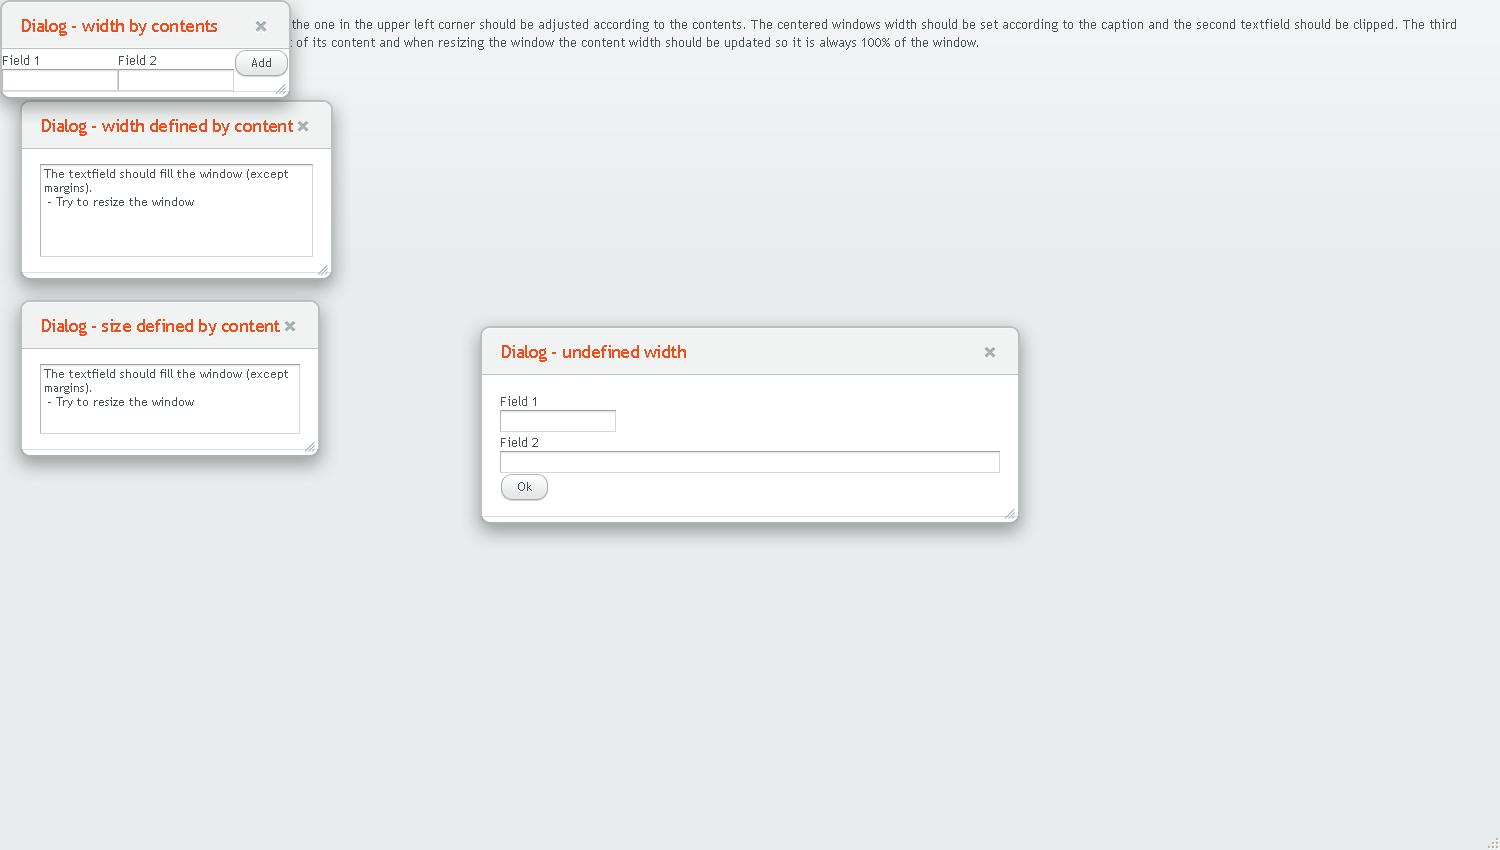 Dialog - width by contents
the one in the upper left corner should be adjusted according to the contents. The centered windows width should be set according to the caption and the second textfield should be clipped. The third
of its content and when resizing the window the content width should be updated so it is always 100% of the window.
Field 1 Field 2 Add
Dialog - width defined by content
The textfield should fill the window (except
margins).
- Try to resize the window
Dialog - size defined by content
The textfield should fill the window (except
margins).
- Try to resize the window
Dialog - undefined width
Field 1
Field 2
Ok